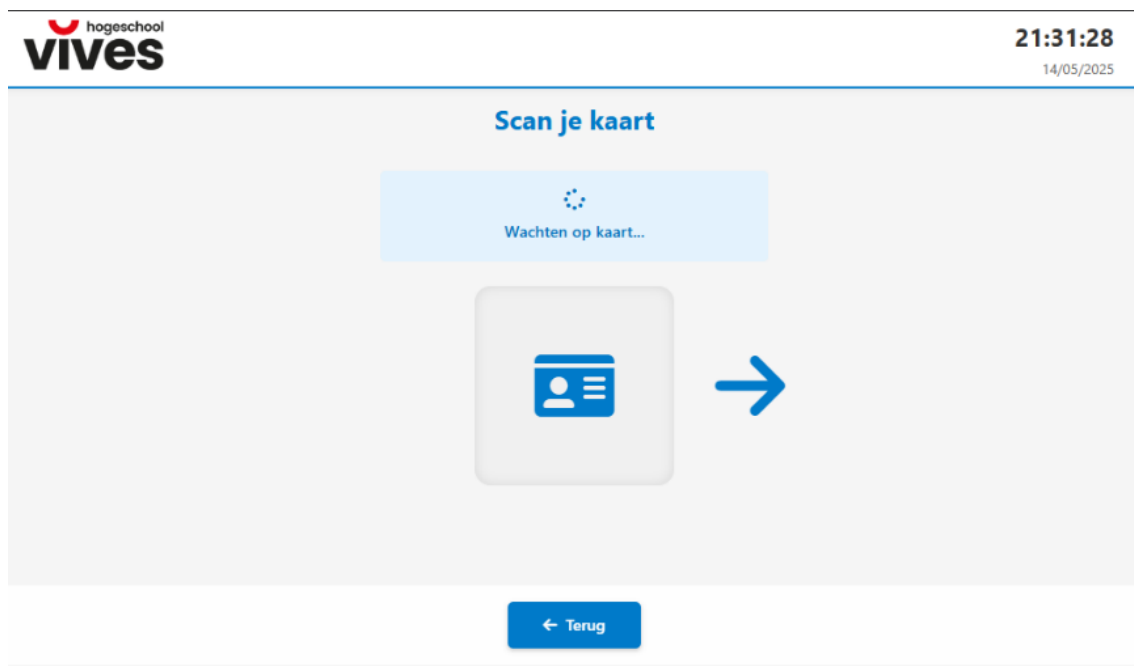 hogeschool
vives
21:31:28
14/05/2025
Scan je kaart
Wachten op kaart...
Terug